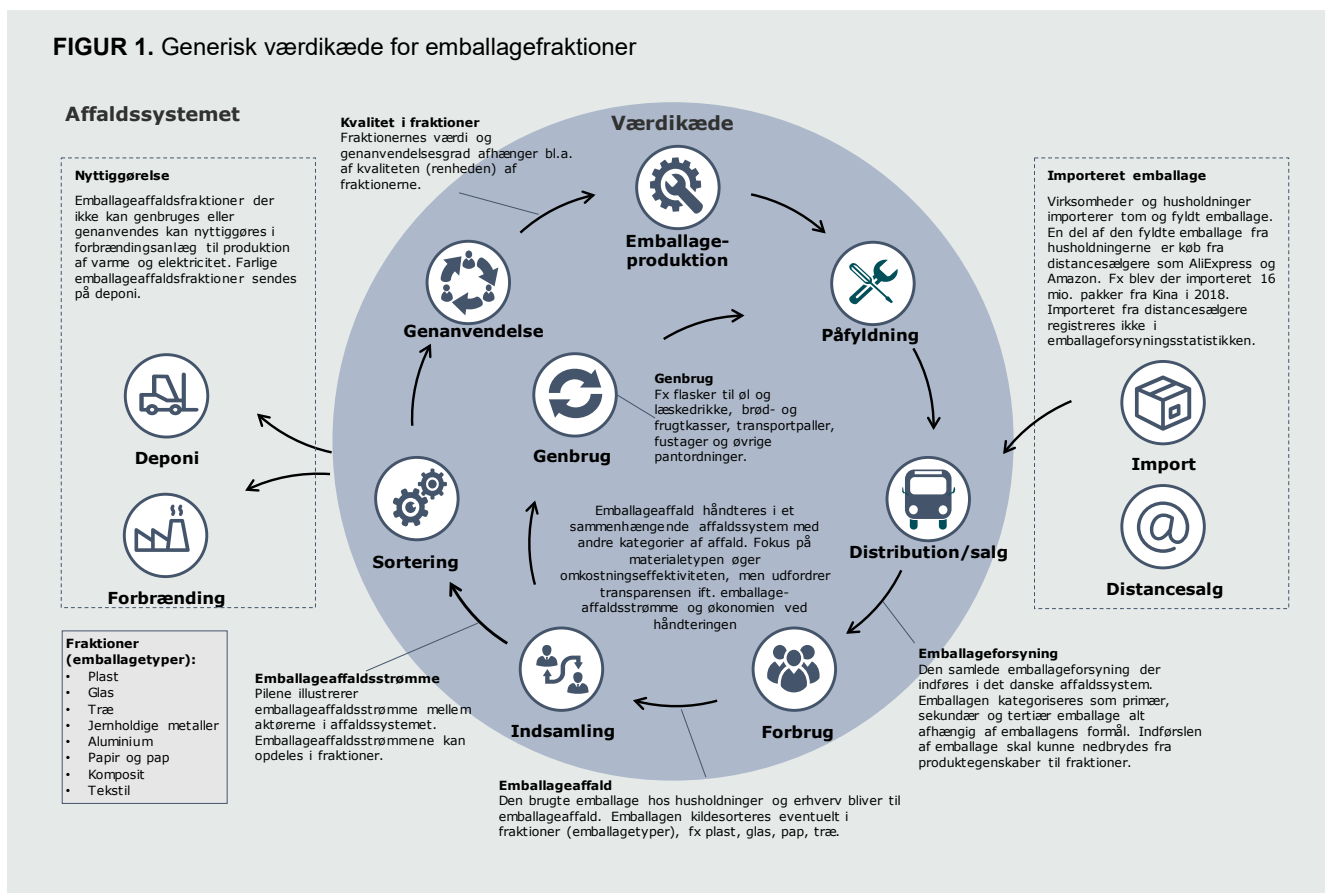 FIGUR 1. Generisk værdikæde for emballagefraktioner
Affaldssystemet
Nyttiggørelse
Emballageaffaldsfraktioner der
ikke kan genbruges eller
genanvendes kan nyttiggøres i
forbrændingsanlæg til produktion
af varme og elektricitet. Farlige
emballageaffaldsfraktioner sendes
på deponi.
Deponi
Forbrænding
Fraktioner
(emballagetyper):
• Plast
• Glas
• Træ
• Jernholdige metaller
• Aluminium
• Papir og pap
• Komposit
• Tekstil
Kvalitet i fraktioner
Fraktionernes værdi og
genanvendelsesgrad afhænger bl.a.
af kvaliteten (renheden) af
fraktionerne.
Værdikæde
Emballage-
produktion
Påfyldning
Genanvendelse
Genbrug
Genbrug
Fx flasker til øl og
læskedrikke, brød- og
frugtkasser, transportpaller,
fustager og øvrige
pantordninger.
Sortering
Distribution/salg
Emballageaffald håndteres i et
sammenhængende affaldssystem med
andre kategorier af affald. Fokus på
materialetypen øger
omkostningseffektiviteten, men udfordrer
transparensen ift. emballage-
affaldsstrømme og økonomien ved
håndteringen
Indsamling
Forbrug
Emballageaffaldsstrømme
Pilene illustrerer
emballageaffaldsstrømme mellem
aktørerne i affaldssystemet.
Emballageaffaldsstrømmene kan
opdeles i fraktioner.
Emballageaffald
Den brugte emballage hos husholdninger og erhverv bliver til
emballageaffald. Emballagen kildesorteres eventuelt i
fraktioner (emballagetyper), fx plast, glas, pap, træ.
Importeret emballage
Virksomheder og husholdninger
importerer tom og fyldt emballage.
En del af den fyldte emballage fra
husholdningerne er køb fra
distancesælgere som AliExpress og
Amazon. Fx blev der importeret 16
mio. pakker fra Kina i 2018.
Importeret fra distancesælgere
registreres ikke i
emballageforsyningsstatistikken.
Import
@
Distancesalg
Emballageforsyning
Den samlede emballageforsyning der
indføres i det danske affaldssystem.
Emballagen kategoriseres som primær,
sekundær og tertiær emballage alt
afhængig af emballagens formål. Indførslen
af emballage skal kunne nedbrydes fra
produktegenskaber til fraktioner.